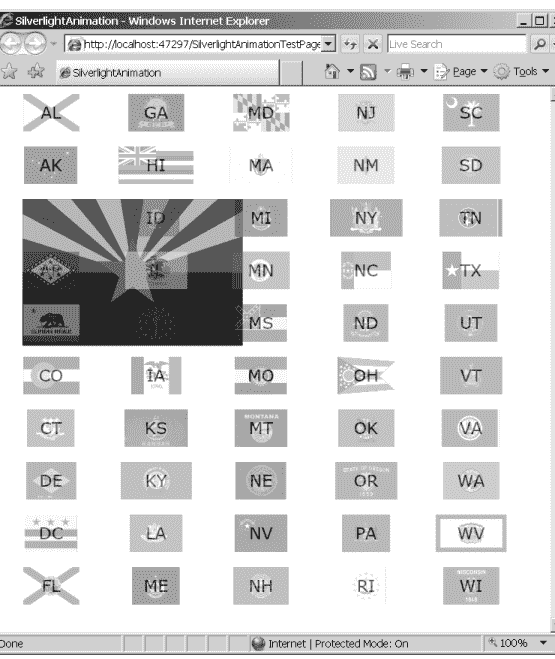 SilverlightAnimation - Windows Internet Explorer
http://localhost:47297/SilverlightAnimationTestPage
Live Search
SilverlightAnimation
Page
Tools
AL GA MD NJ SC
AK HI MA NM SD
ID MI NY TN
MN NC TX
MS ND UT
CO IA MO OH VT
CT KS MONTANA MT OK VA
DE KY NE OR WA
DC LA NV PA WV
FL ME NH RI WISCONSIN WI
Done
Internet | Protected Mode: On
100%